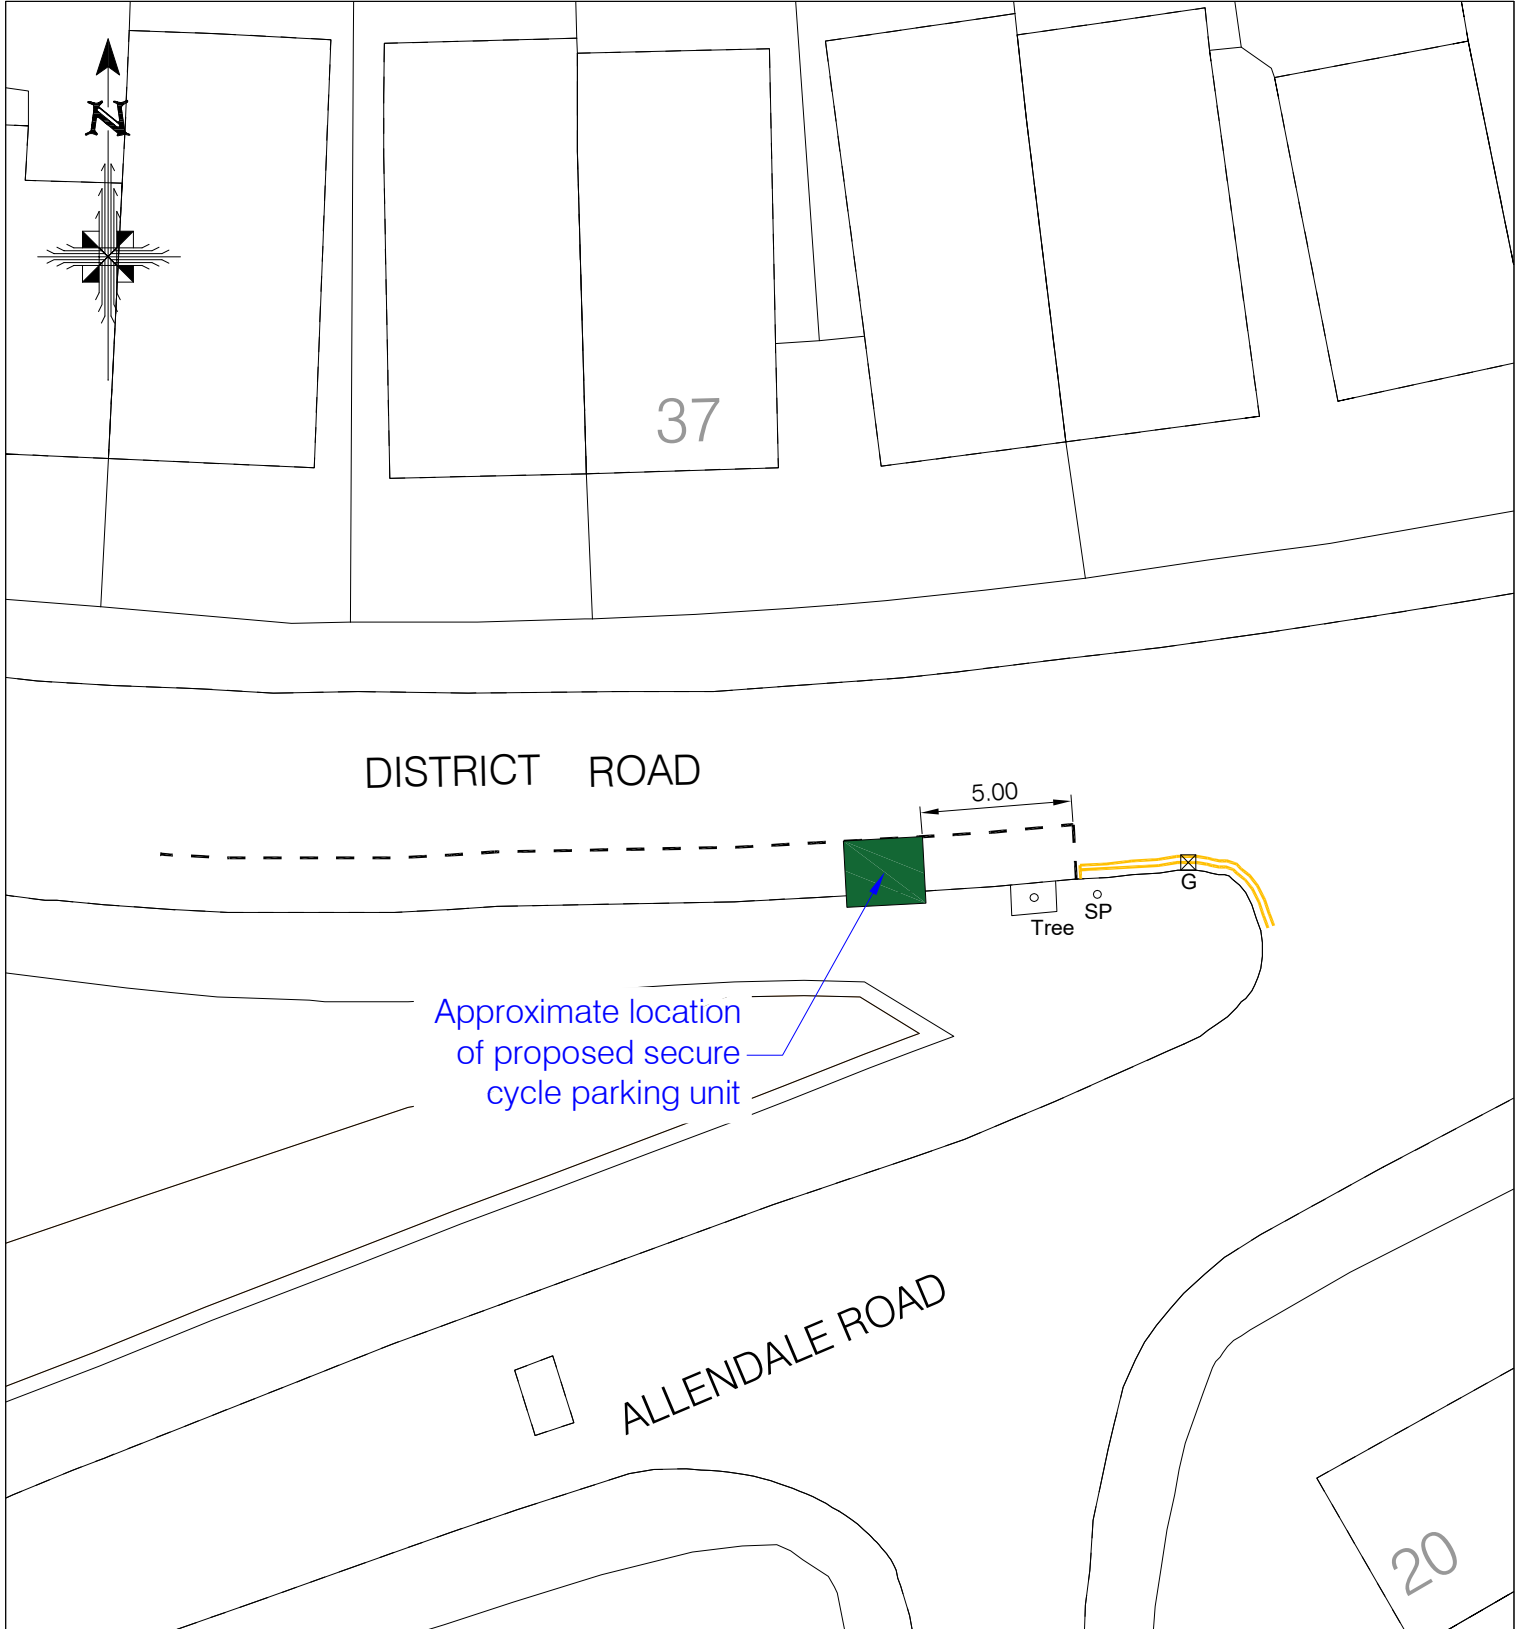 N
37
DISTRICT ROAD
5.00
G
SP
Tree
Approximate location
of proposed secure
cycle parking unit
ALLENDALE ROAD
20